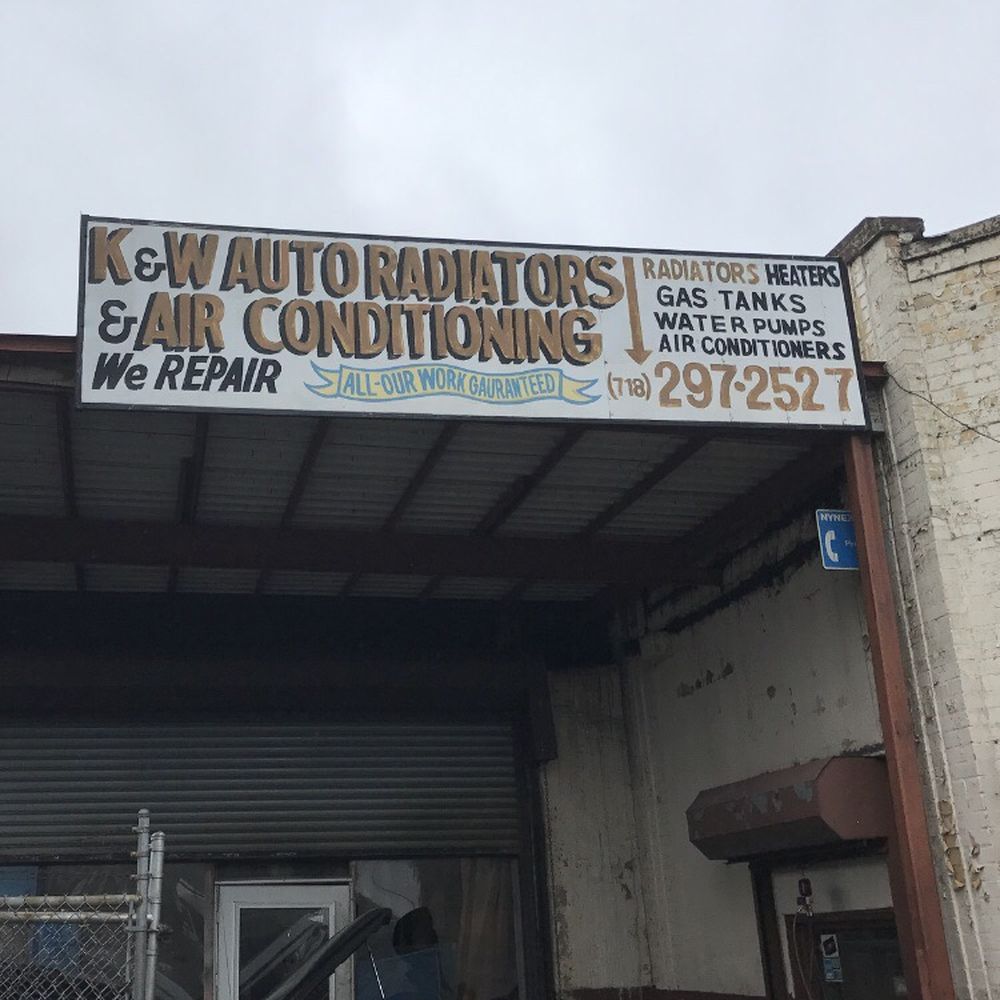 K & W AUTO RADIATORS
& AIR CONDITIONING
We REPAIR
ALL-OUR WORK GAURANTEED
RADIATORS HEATERS
GAS TANKS
WATER PUMPS
AIR CONDITIONERS
(718) 297-2527
NYNEX